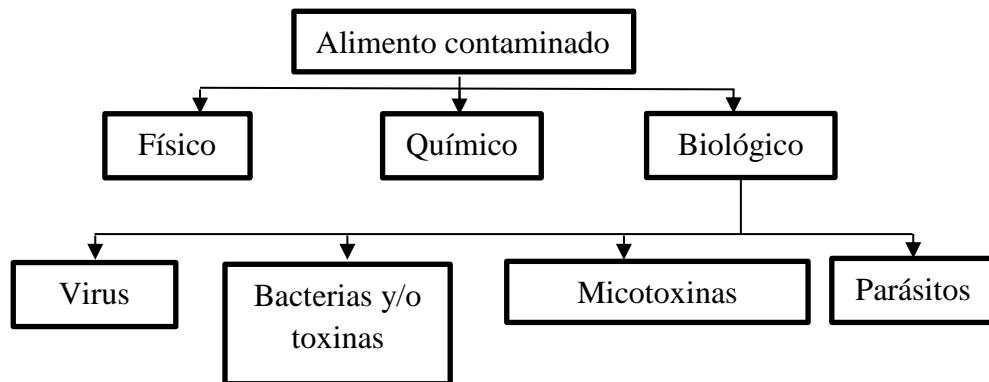 Alimento contaminado
Físico
Químico
Biológico
Virus
Bacterias y/o
toxinas
Micotoxinas
Parásitos